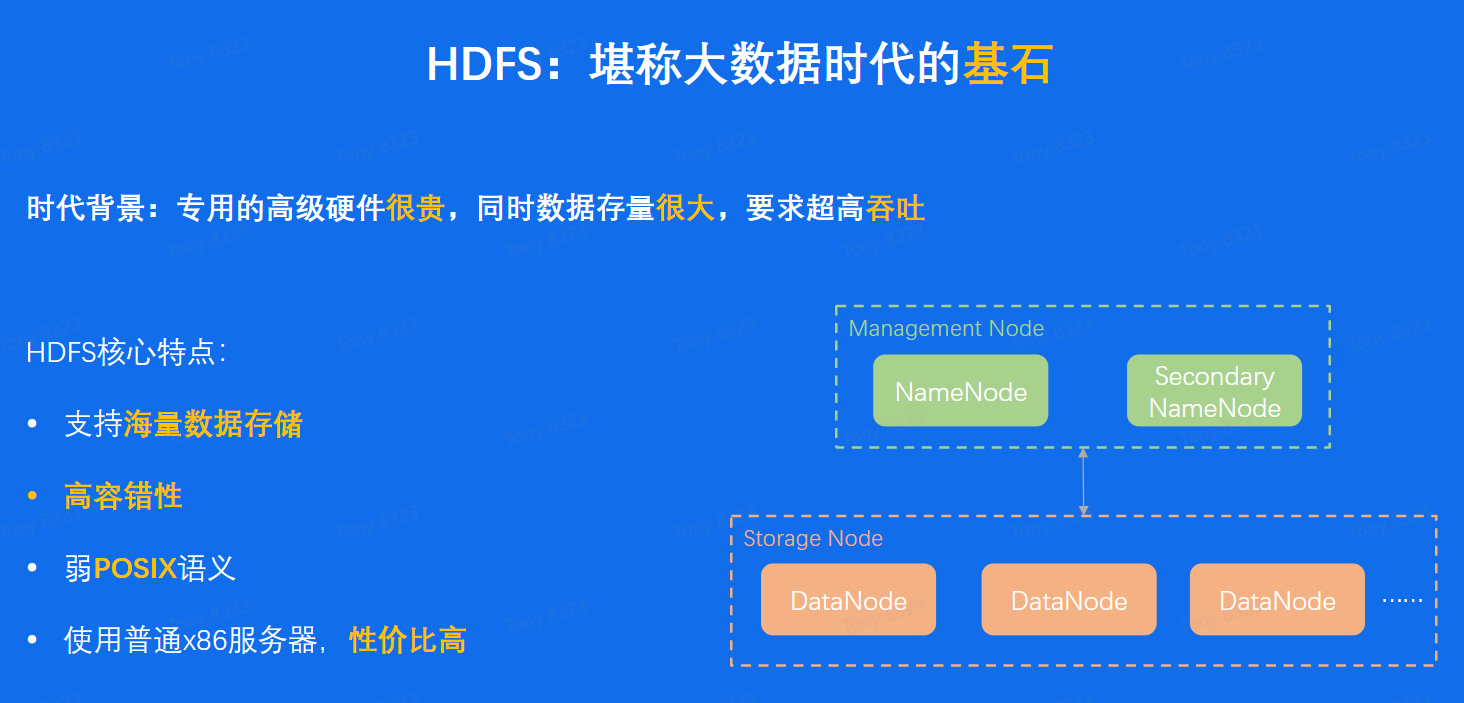 HDFS：堪称大数据时代的基石
时代背景：专用的高级硬件很贵，同时数据存量很大，要求超高吞吐
HDFS核心特点：
• 支持海量数据存储
• 高容错性
• 弱POSIX语义
• 使用普通x86服务器，性价比高
Management Node
NameNode
Secondary
NameNode
Storage Node
DataNode
DataNode
DataNode
……
Tony 8323